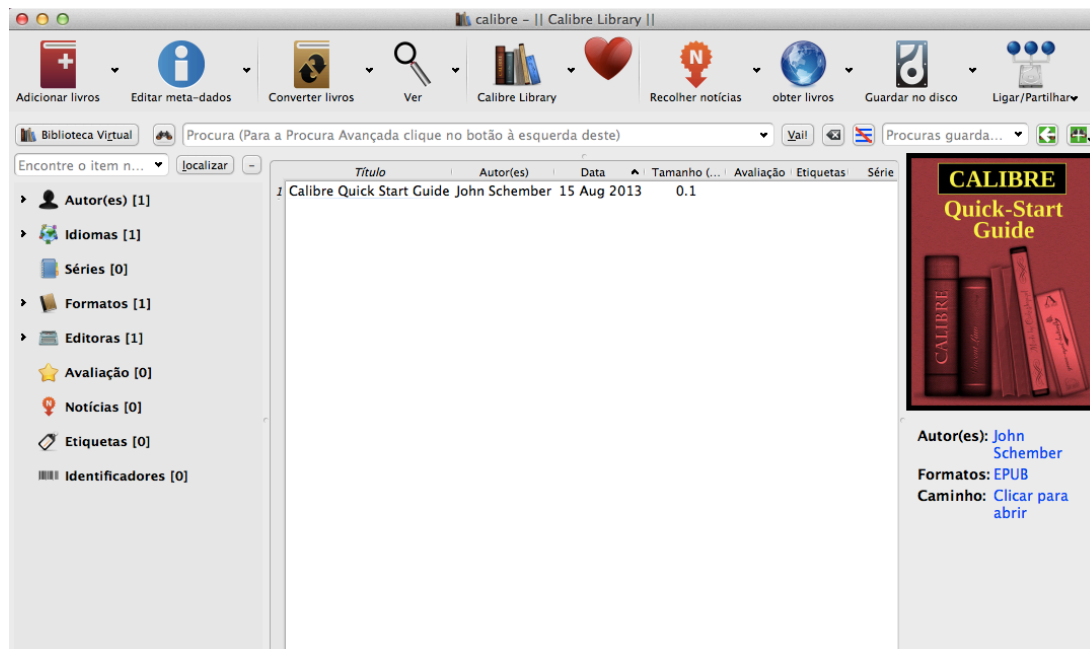 calibre - || Calibre Library ||
Adicionar livros Editar meta-dados Converter livros Ver Calibre Library Recolher notícias obter livros Guardar no disco Ligar/Partilhar
Biblioteca Virtual Procura (Para a Procura Avançada clique no botão à esquerda deste) Vai! Procuras guarda...
Encontre o item n... localizar -
Título Autor(es) Data Tamanho (... Avaliação Etiquetas Série
1 Calibre Quick Start Guide John Schember 15 Aug 2013 0.1
Autor(es) [1]
Idiomas [1]
Séries [0]
Formatos [1]
Editoras [1]
Avaliação [0]
Notícias [0]
Etiquetas [0]
Identificadores [0]
CALIBRE
Quick-Start
Guide
CALIBRE
Autor(es): John
Schember
Formatos: EPUB
Caminho: Clicar para
abrir